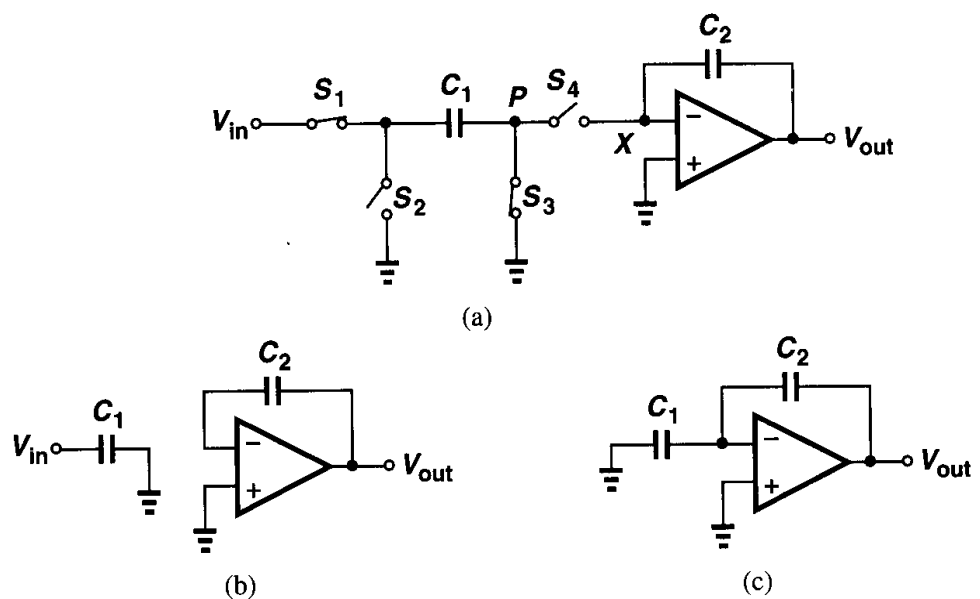 C2
S1 C1 P S4
Vin X − + Vout
S2 S3
(a)
C2 C2
C1 C1
Vin − + Vout − + Vout
(b) (c)